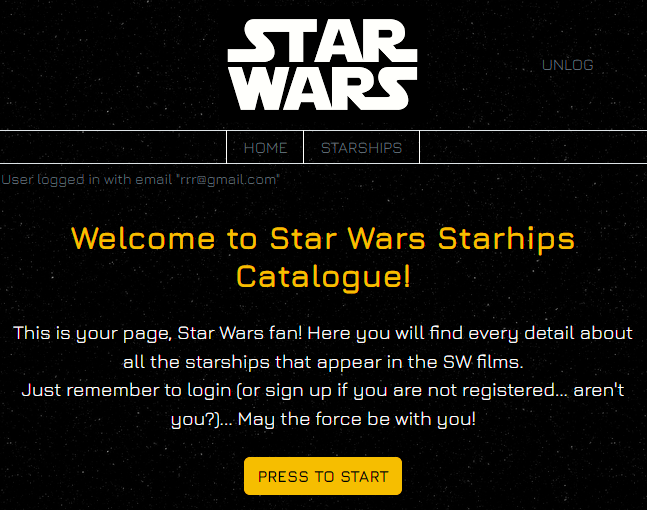 STAR
WARS
UNLOG
HOME
STARSHIPS
User logged in with email "rrr@gmail.com"
Welcome to Star Wars Starhips
Catalogue!
This is your page, Star Wars fan! Here you will find every detail about
all the starships that appear in the SW films.
Just remember to login (or sign up if you are not registered... aren't
you?)... May the force be with you!
PRESS TO START